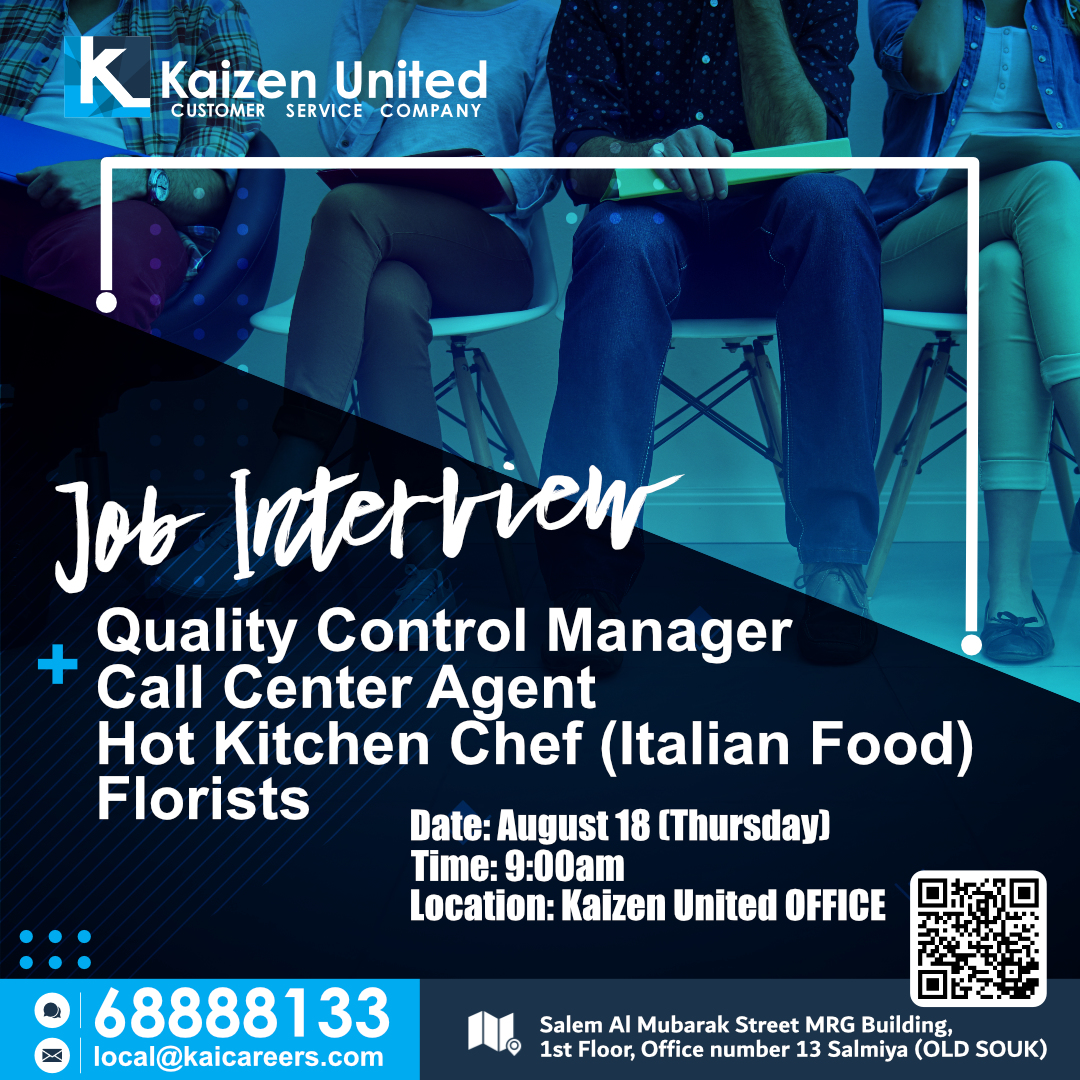 K
Kaizen United
CUSTOMER SERVICE COMPANY
Job Interview
Quality Control Manager
Call Center Agent
Hot Kitchen Chef (Italian Food)
Florists
Date: August 18 (Thursday)
Time: 9:00am
Location: Kaizen United OFFICE
68888133
local@kaicareers.com
Salem Al Mubarak Street MRG Building,
1st Floor, Office number 13 Salmiya (OLD SOUK)